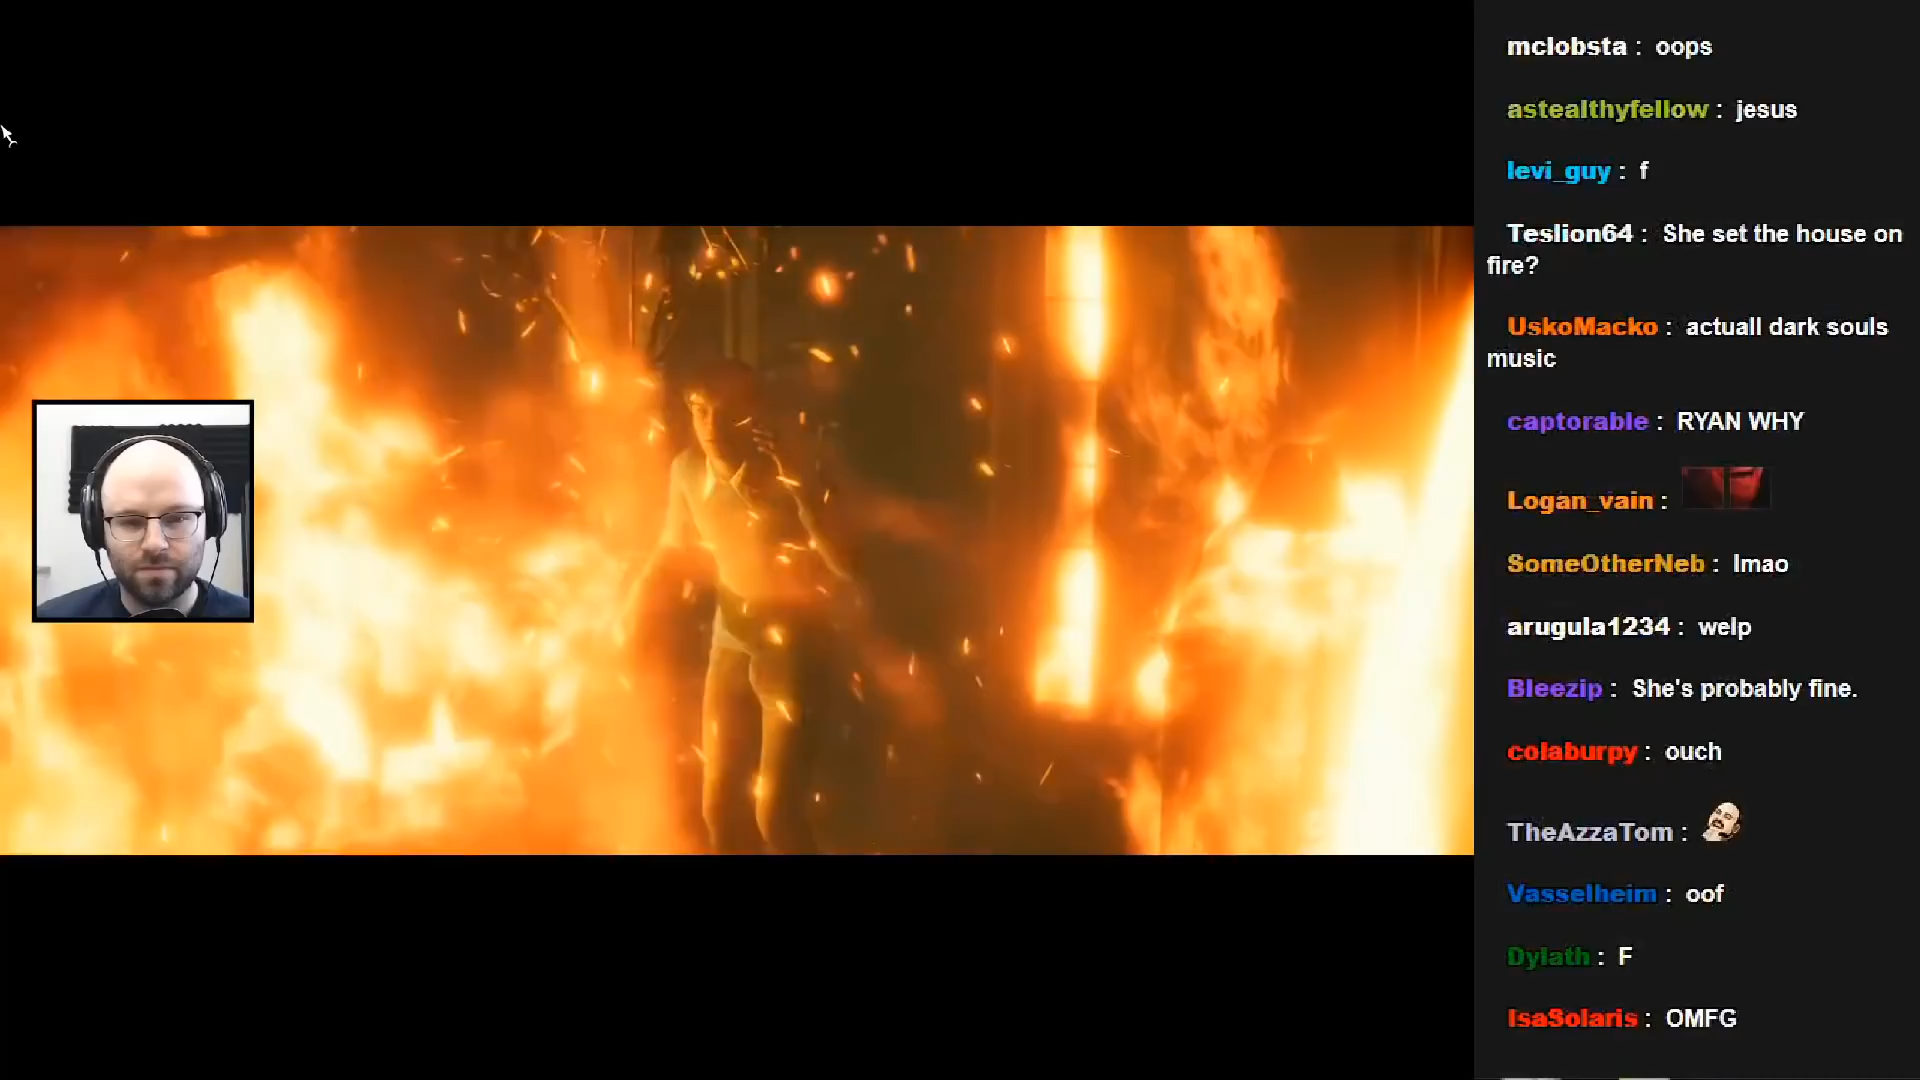 mclobsta : oops
astealthyfellow : jesus
levi_guy : f
Teslion64 : She set the house on
fire?
UskoMacko : actuall dark souls
music
captorable : RYAN WHY
Logan_vain :
SomeOtherNeb : lmao
arugula1234 : welp
Bleezip : She's probably fine.
colaburpy : ouch
TheAzzaTom :
Vasselheim : oof
Dylath : F
IsaSolaris : OMFG